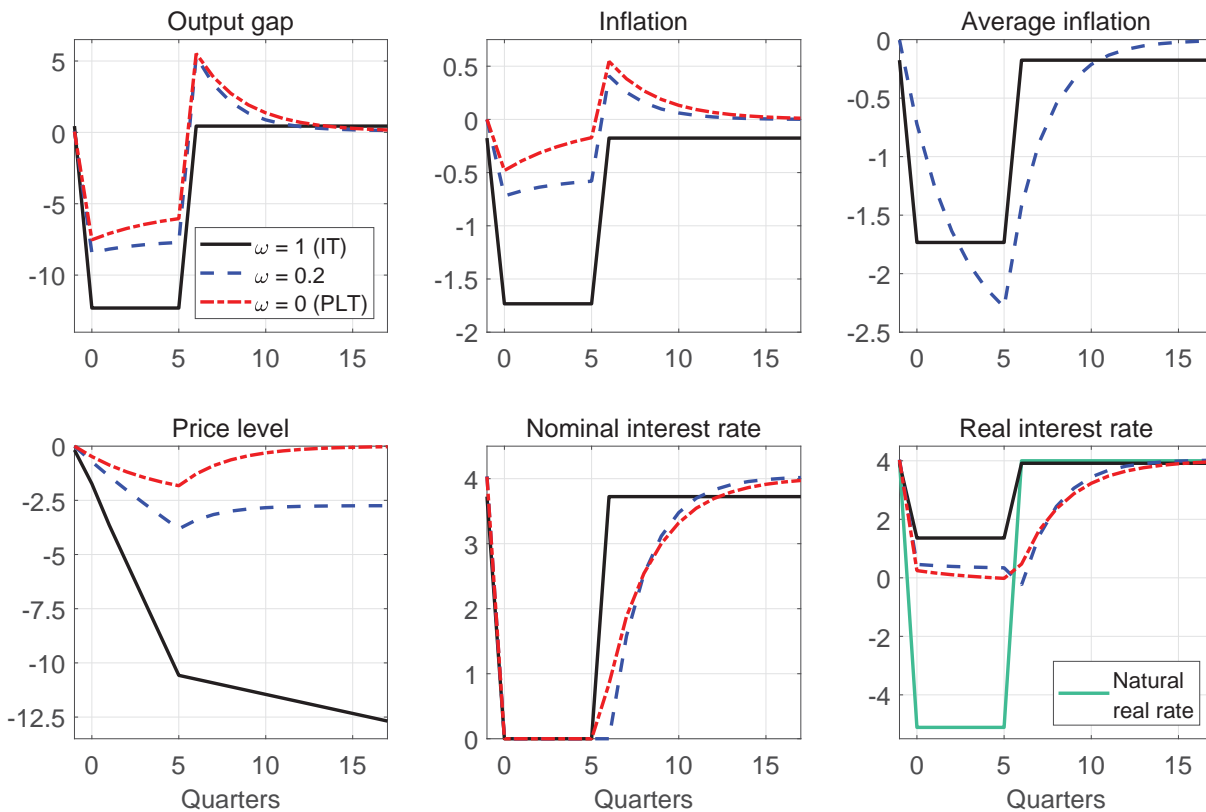 Output gap
5
0
-5
-10
0 5 10 15
ω = 1 (IT)
ω = 0.2
ω = 0 (PLT)
Inflation
0.5
0
-0.5
-1
-1.5
-2
0 5 10 15
Average inflation
0
-0.5
-1
-1.5
-2
-2.5
0 5 10 15
Price level
0
-2.5
-5
-7.5
-10
-12.5
0 5 10 15
Quarters
Nominal interest rate
4
3
2
1
0
0 5 10 15
Quarters
Real interest rate
4
2
0
-2
-4
0 5 10 15
Natural
real rate
Quarters